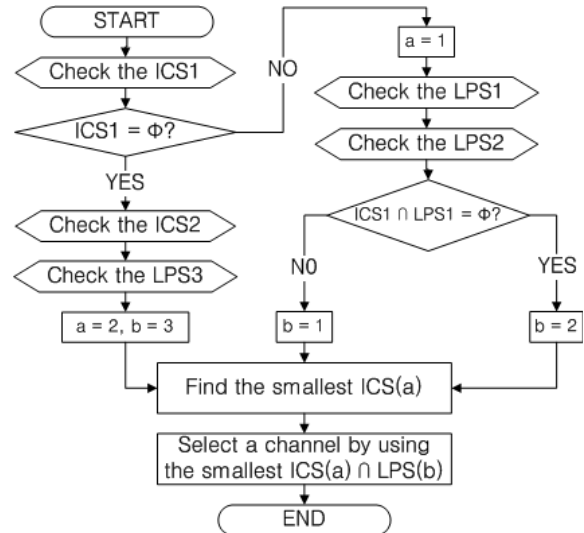 START
Check the ICS1
ICS1 = Φ?
YES
Check the ICS2
Check the LPS3
a = 2, b = 3
NO
a = 1
Check the LPS1
Check the LPS2
ICS1 ∩ LPS1 = Φ?
N0
YES
b = 1
b = 2
Find the smallest ICS(a)
Select a channel by using
the smallest ICS(a) ∩ LPS(b)
END